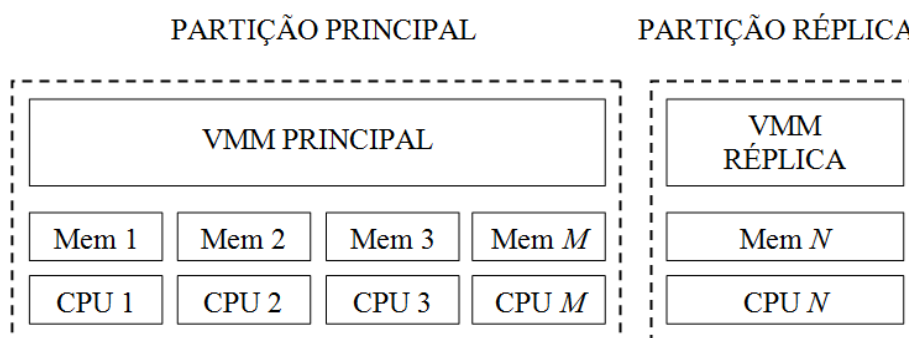 PARTIÇÃO PRINCIPAL
PARTIÇÃO RÉPLICA
VMM PRINCIPAL
VMM
RÉPLICA
Mem 1
Mem 2
Mem 3
Mem M
Mem N
CPU 1
CPU 2
CPU 3
CPU M
CPU N